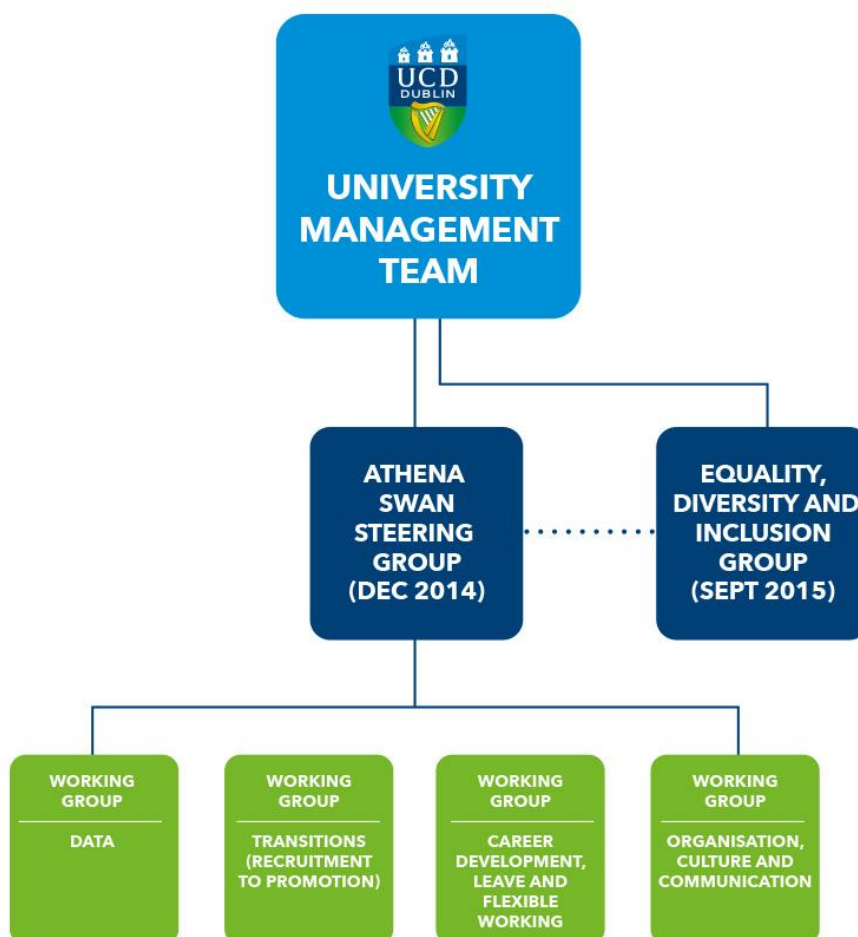 UCD
DUBLIN
UNIVERSITY
MANAGEMENT
TEAM
ATHENA
SWAN
STEERING
GROUP
(DEC 2014)
EQUALITY,
DIVERSITY AND
INCLUSION
GROUP
(SEPT 2015)
WORKING
GROUP
DATA
WORKING
GROUP
TRANSITIONS
(RECRUITMENT
TO PROMOTION)
WORKING
GROUP
CAREER
DEVELOPMENT,
LEAVE AND
FLEXIBLE
WORKING
WORKING
GROUP
ORGANISATION,
CULTURE AND
COMMUNICATION